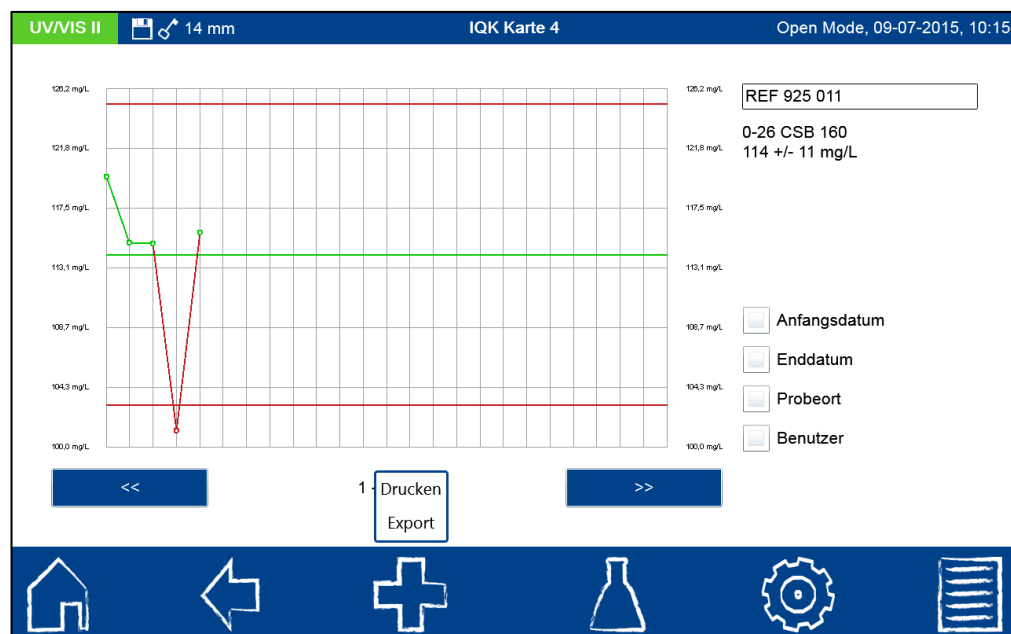 UV/VIS II 14 mm IQK Karte 4 Open Mode, 09-07-2015, 10:15
126,2 mg/L 126,2 mg/L
121,8 mg/L 121,8 mg/L
117,5 mg/L 117,5 mg/L
113,1 mg/L 113,1 mg/L
108,7 mg/L 108,7 mg/L
104,3 mg/L 104,3 mg/L
100,0 mg/L 100,0 mg/L
REF 925 011
0-26 CSB 160
114 +/- 11 mg/L
Anfangsdatum
Enddatum
Probeort
Benutzer
<< 1 - >>
Drucken
Export